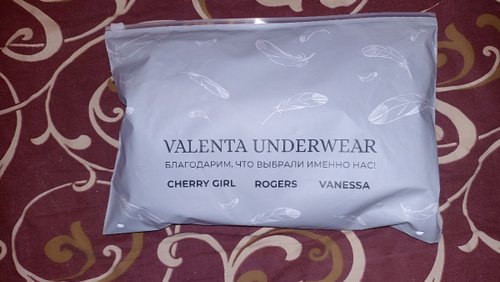 VALENTA UNDERWEAR
БЛАГОДАРИМ, ЧТО ВЫБРАЛИ ИМЕННО НАС!
CHERRY GIRL ROGERS VANESSA